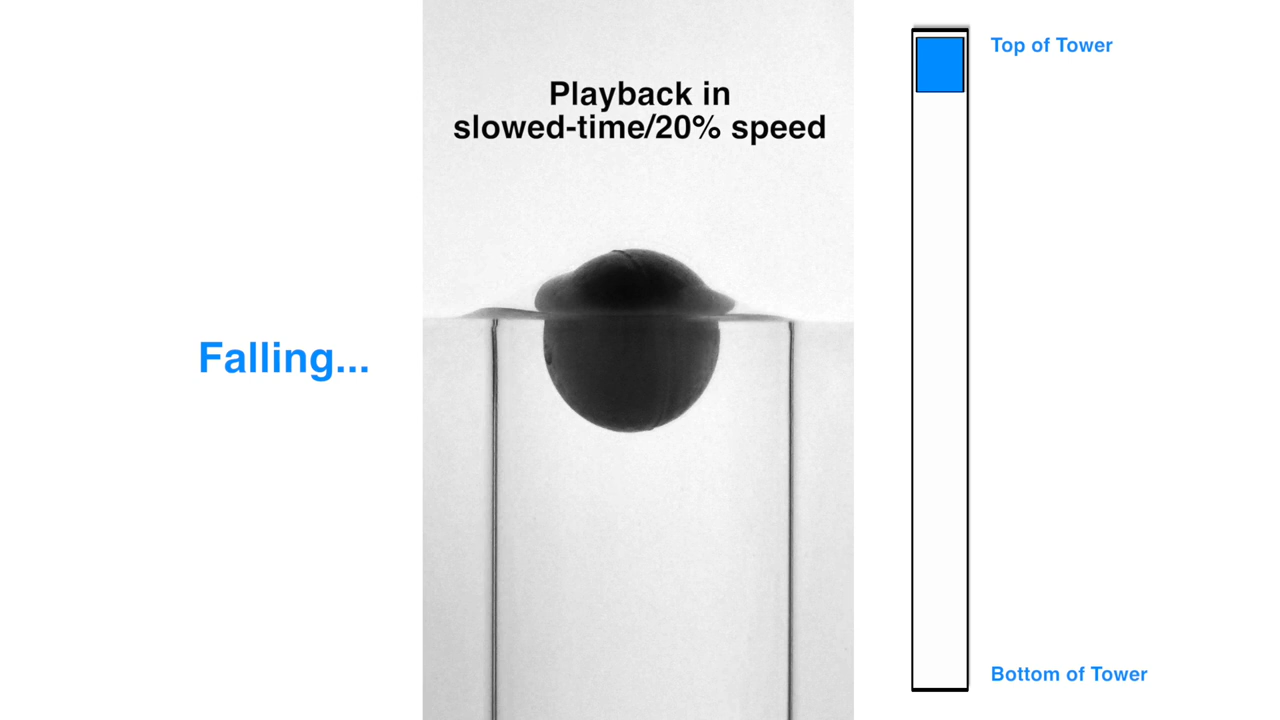 Playback in
slowed-time/20% speed
Top of Tower
Falling...
Bottom of Tower